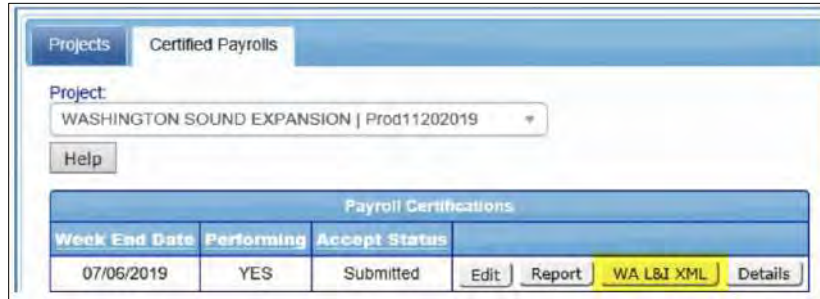 Projects Certified Payrolls
Project:
WASHINGTON SOUND EXPANSION | Prod11202019
Help
Payroll Certifications
Week End Date Performing Accept Status
07/06/2019 YES Submitted Edit Report WA L&I XML Details